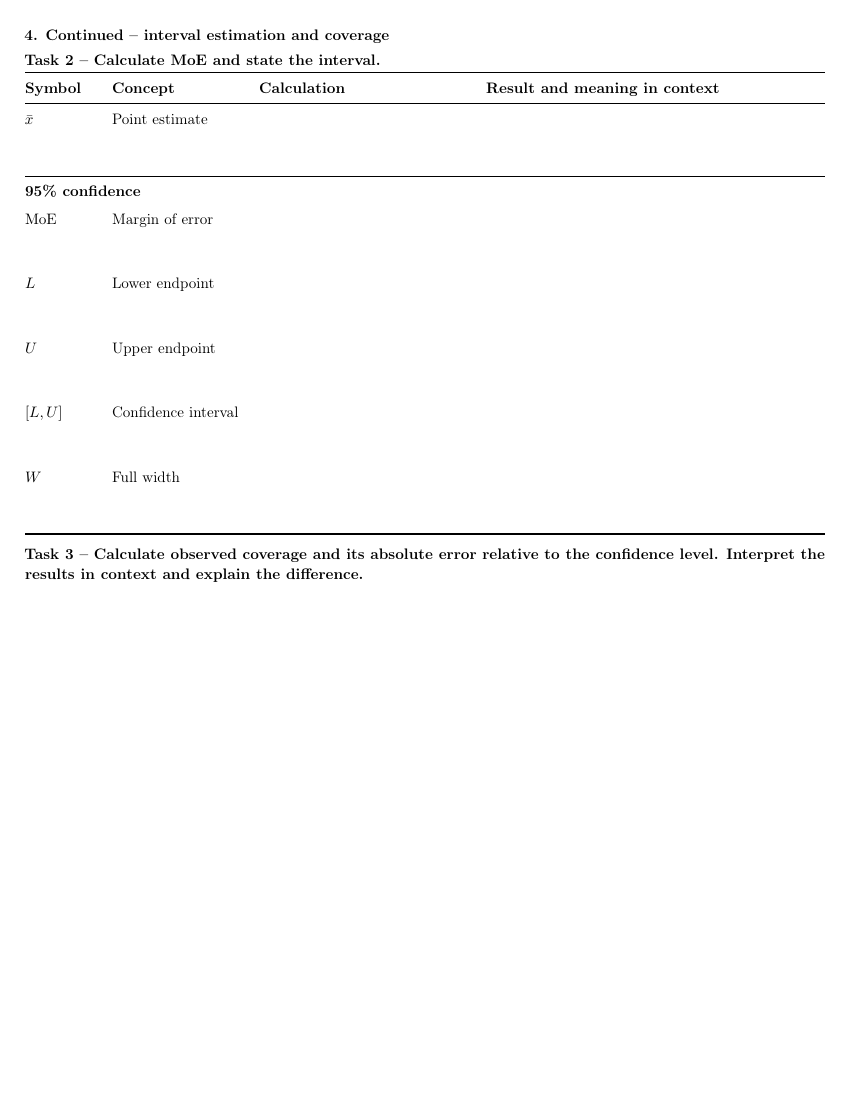 4. Continued – interval estimation and coverage
Task 2 – Calculate MoE and state the interval.
Symbol Concept Calculation Result and meaning in context
x̄ Point estimate
95% confidence
MoE Margin of error
L Lower endpoint
U Upper endpoint
[L, U] Confidence interval
W Full width
Task 3 – Calculate observed coverage and its absolute error relative to the confidence level. Interpret the
results in context and explain the difference.